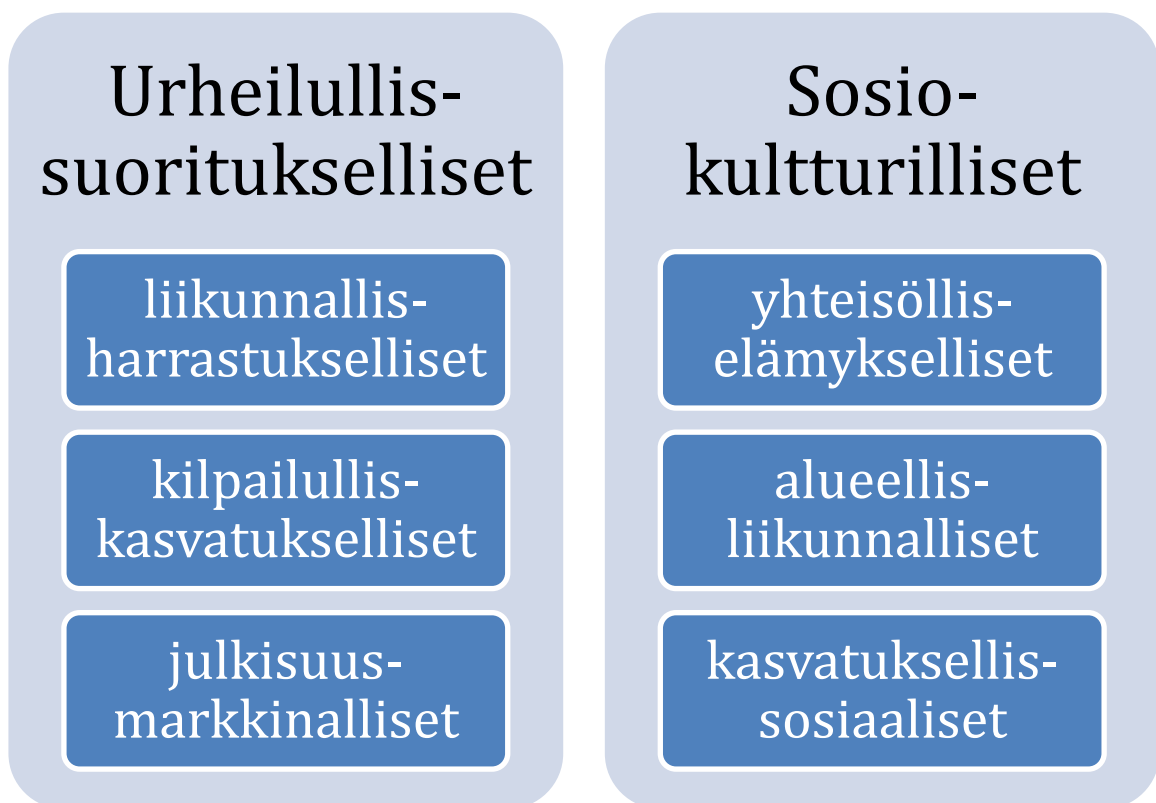 Urheilullis-
suoritukselliset
liikunnallis-
harrastukselliset
kilpailullis-
kasvatukselliset
julkisuus-
markkinalliset
Sosio-
kultturilliset
yhteisöllis-
elämykselliset
alueellis-
liikunnalliset
kasvatuksellis-
sosiaaliset